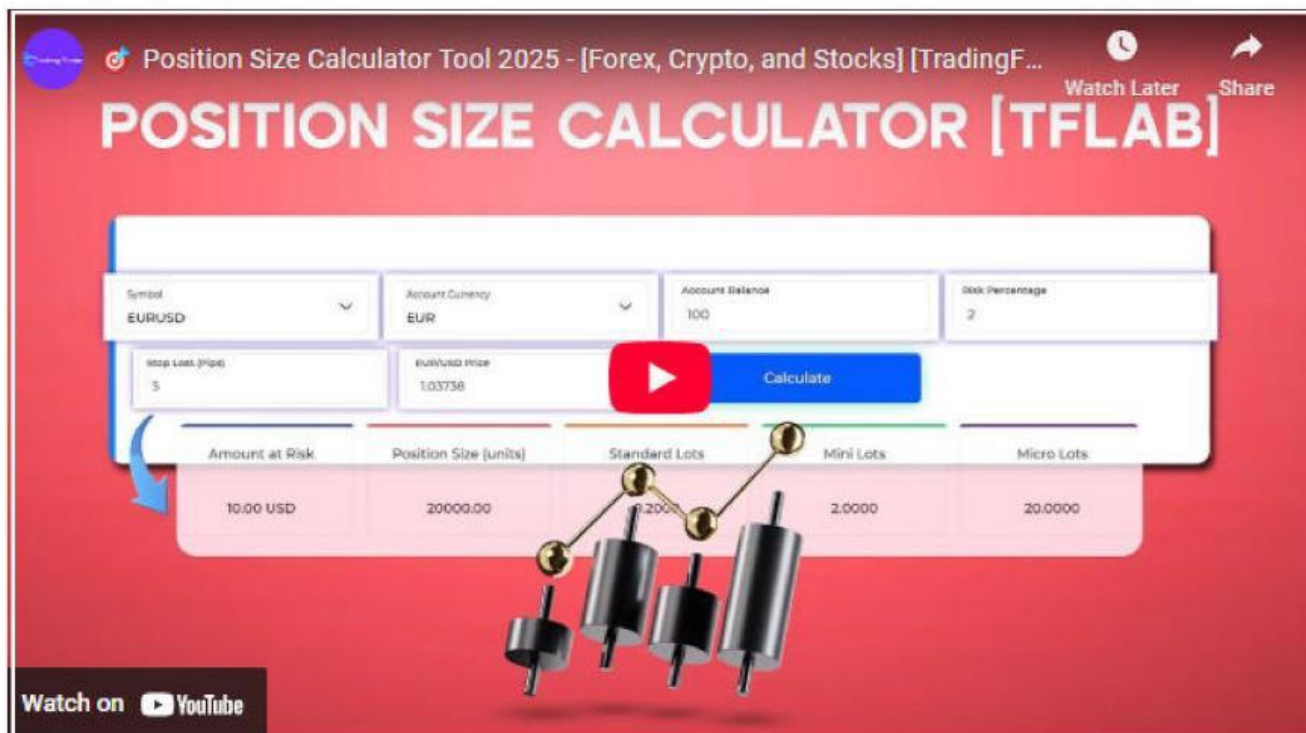 Position Size Calculator Tool 2025 - [Forex, Crypto, and Stocks] [TradingF...
Watch Later
Share
POSITION SIZE CALCULATOR [TFLAB]
Symbol
EURUSD
Account Currency
EUR
Account Balance
100
Risk Percentage
2
Stop Loss (Pips)
5
EUR/USD Price
1.03738
Calculate
Amount at Risk
Position Size (units)
Standard Lots
Mini Lots
Micro Lots
10.00 USD
20000.00
2.0000
20.0000
Watch on YouTube